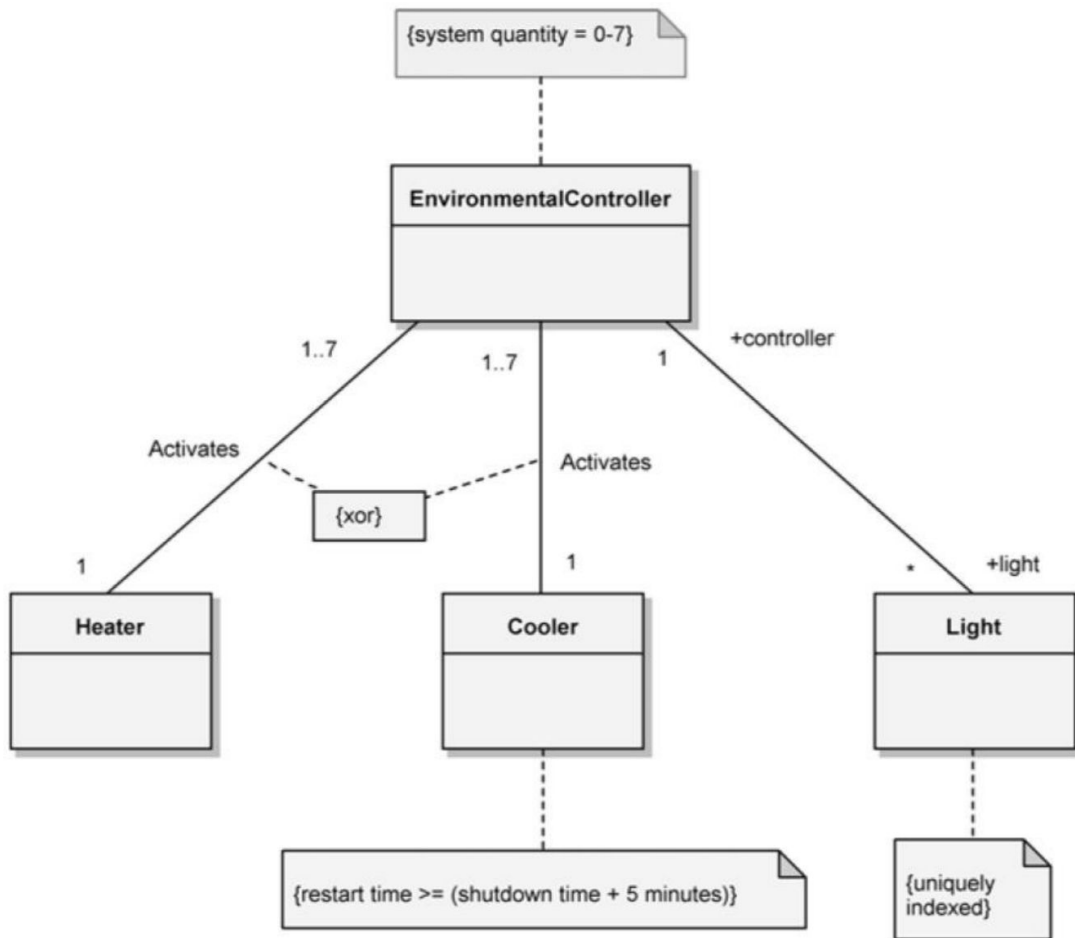 {system quantity = 0-7}
EnvironmentalController
1..7
1..7
1
+controller
Activates
Activates
{xor}
1
1
*
+light
Heater
Cooler
Light
{restart time >= (shutdown time + 5 minutes)}
{uniquely
indexed}